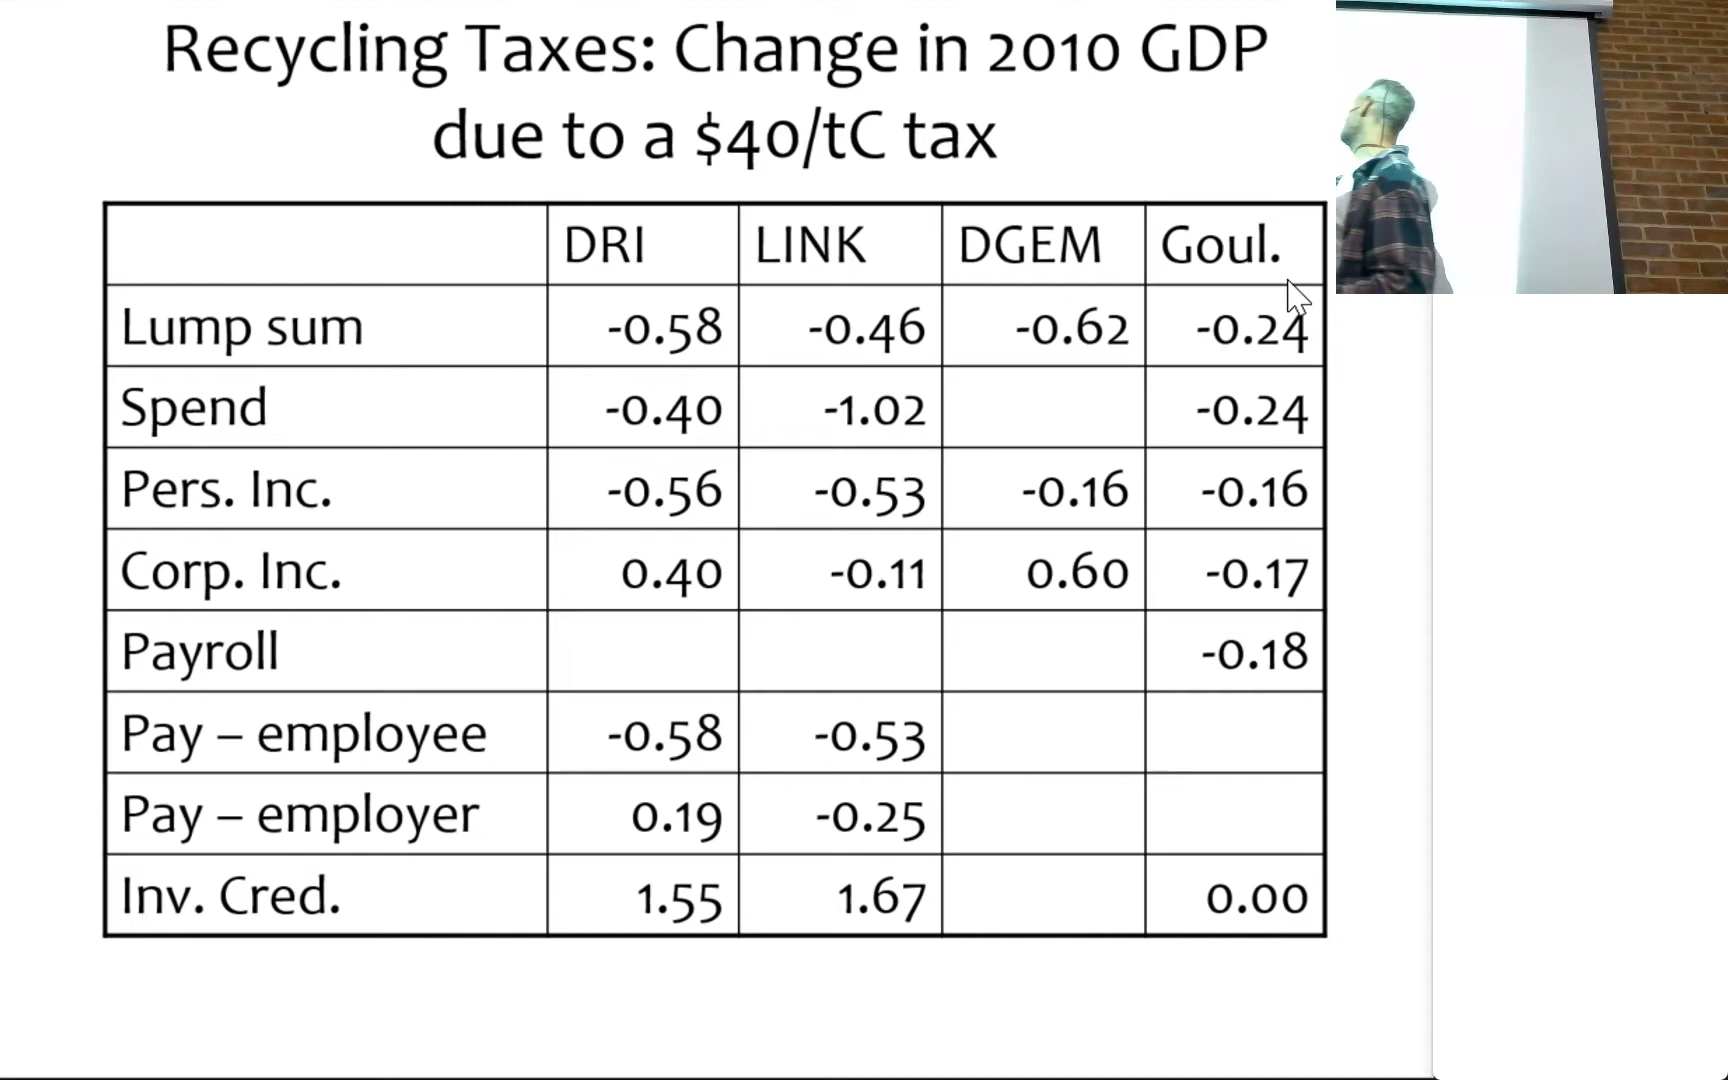 Recycling Taxes: Change in 2010 GDP
due to a $40/tC tax
DRI LINK DGEM Goul.
Lump sum -0.58 -0.46 -0.62 -0.24
Spend -0.40 -1.02 -0.24
Pers. Inc. -0.56 -0.53 -0.16 -0.16
Corp. Inc. 0.40 -0.11 0.60 -0.17
Payroll -0.18
Pay – employee -0.58 -0.53
Pay – employer 0.19 -0.25
Inv. Cred. 1.55 1.67 0.00